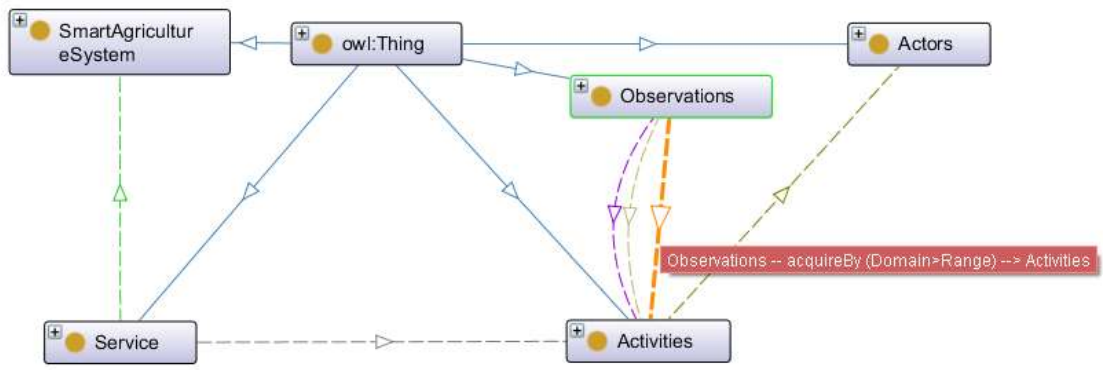 SmartAgricultur
eSystem
owl:Thing
Actors
Observations
Observations -- acquireBy (Domain>Range) --> Activities
Service
Activities